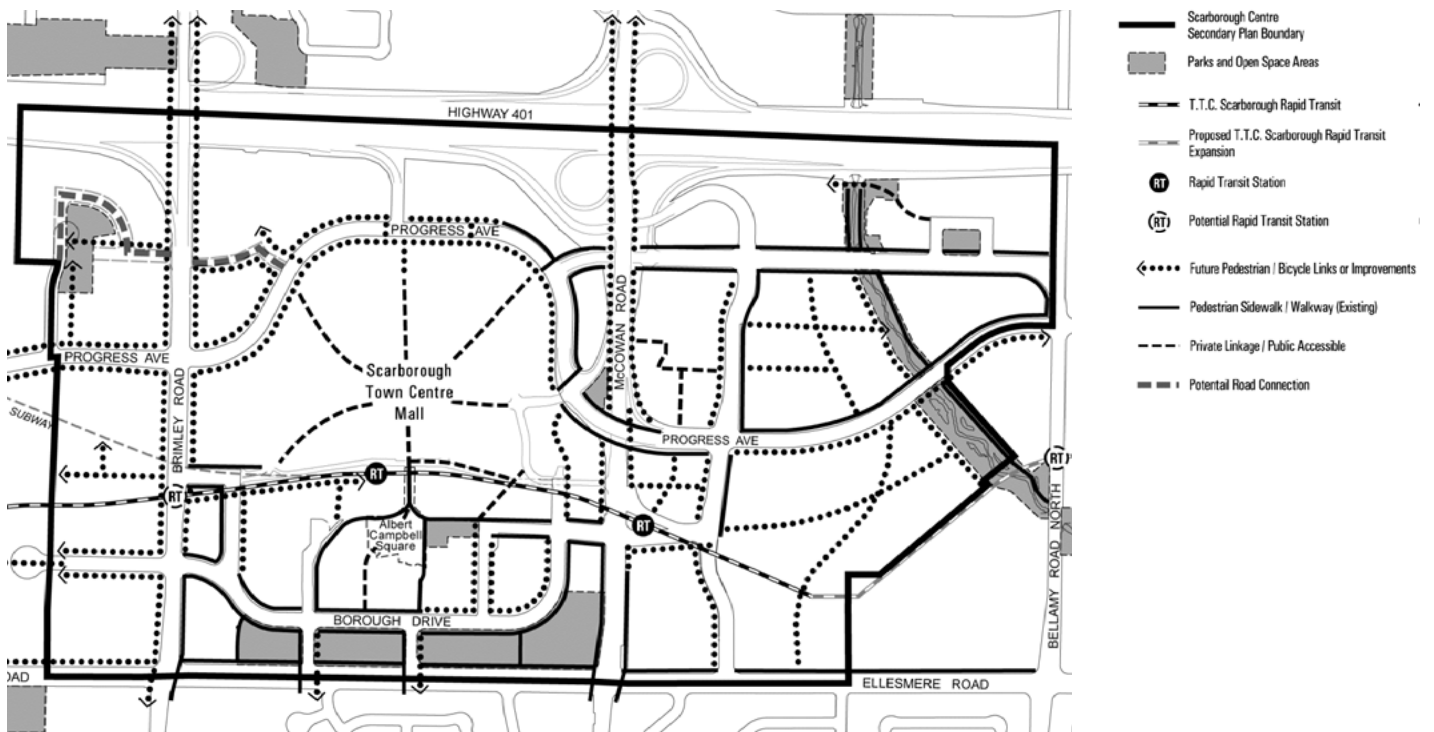 HIGHWAY 401
PROGRESS AVE
PROGRESS AVE
Scarborough
Town Centre
Mall
McCOWAN ROAD
BRIMLEY ROAD
SUBWAY
PROGRESS AVE
RT
RT
RT
RT
Albert
Campbell
Square
BOROUGH DRIVE
BELLAMY ROAD NORTH
OAD
ELLESMERE ROAD
Scarborough Centre
Secondary Plan Boundary
Parks and Open Space Areas
T.T.C. Scarborough Rapid Transit
Proposed T.T.C. Scarborough Rapid Transit
Expansion
RT
Rapid Transit Station
RT
Potential Rapid Transit Station
Future Pedestrian / Bicycle Links or Improvements
Pedestrian Sidewalk / Walkway (Existing)
Private Linkage / Public Accessible
Potentail Road Connection